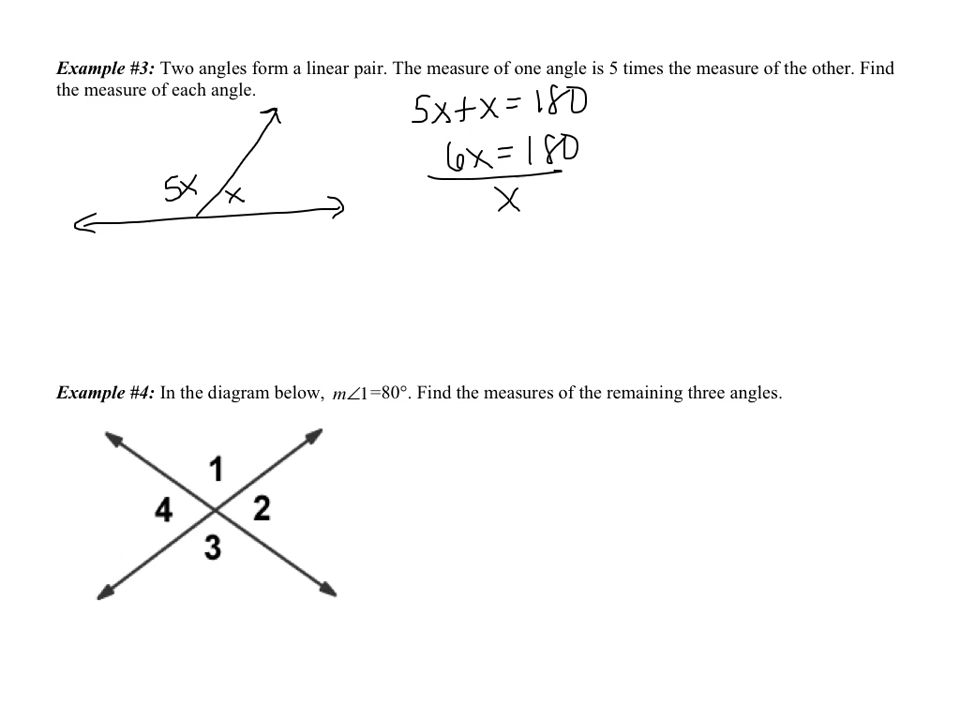 Example #3: Two angles form a linear pair. The measure of one angle is 5 times the measure of the other. Find
the measure of each angle.
5x+x=180
6x=180
x
5x x
Example #4: In the diagram below, m∠1=80°. Find the measures of the remaining three angles.
1
4 2
3